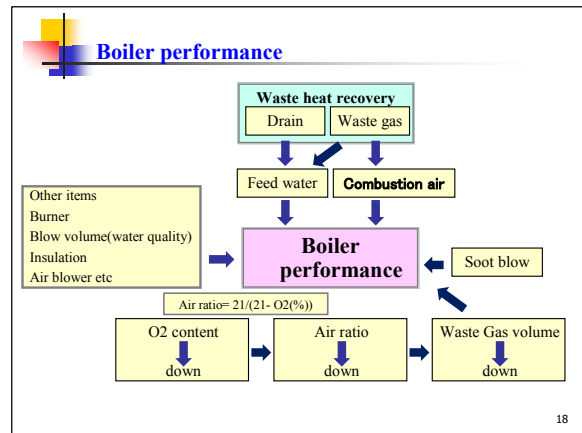 Boiler performance
Waste heat recovery
Drain
Waste gas
Feed water
Combustion air
Other items
Burner
Blow volume(water quality)
Insulation
Air blower etc
Boiler
performance
Soot blow
Air ratio= 21/(21- O2(%))
O2 content
down
Air ratio
down
Waste Gas volume
down
18